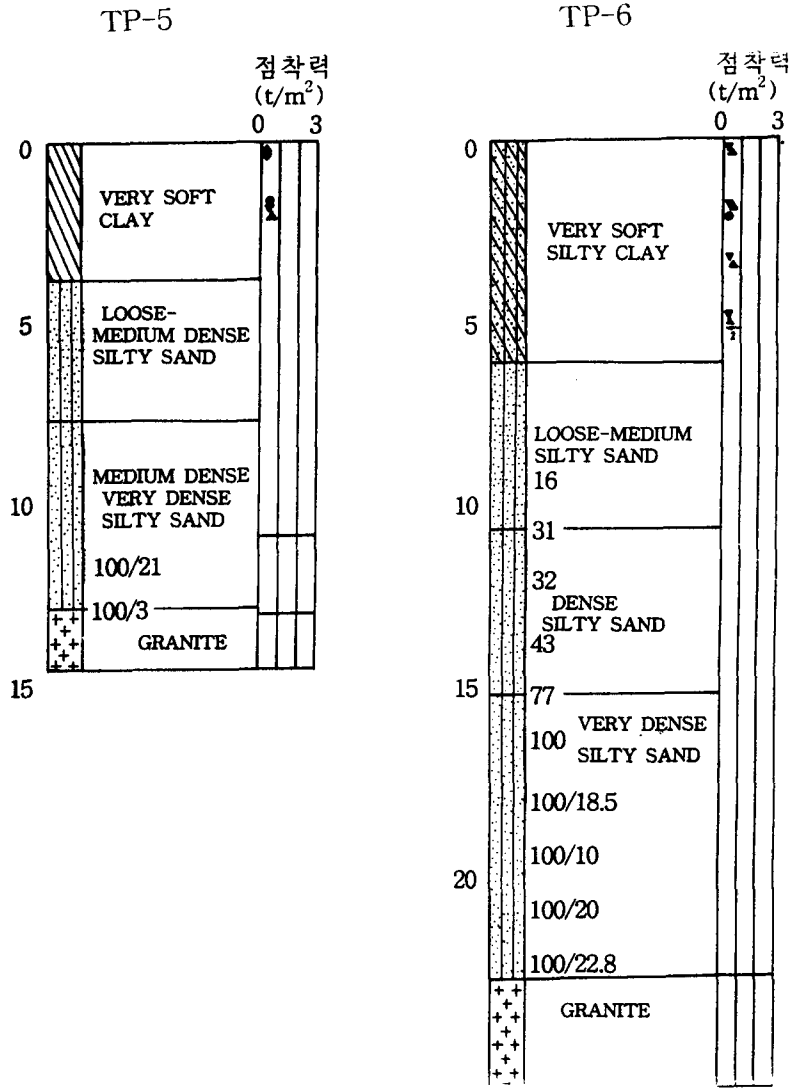 TP-5
점착력
(t/m²)
0 3
0
VERY SOFT
CLAY
LOOSE-
5
MEDIUM DENSE
SILTY SAND
MEDIUM DENSE
VERY DENSE
10
SILTY SAND
100/21
100/3
GRANITE
15
TP-6
점착력
(t/m²)
0 3
0
VERY SOFT
SILTY CLAY
5
2
LOOSE-MEDIUM
SILTY SAND
16
10
31
32
DENSE
SILTY SAND
43
15
77
VERY DENSE
100
SILTY SAND
100/18.5
100/10
20
100/20
100/22.8
GRANITE